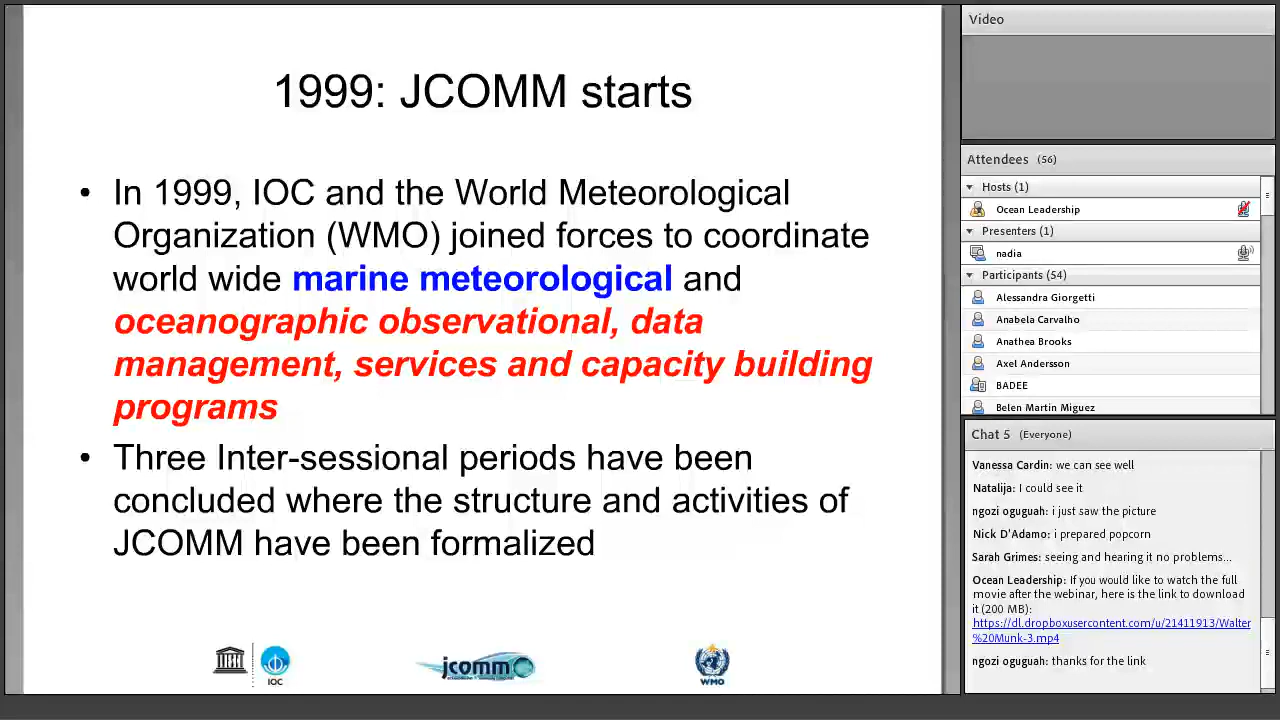 1999: JCOMM starts
• In 1999, IOC and the World Meteorological
Organization (WMO) joined forces to coordinate
world wide marine meteorological and
oceanographic observational, data
management, services and capacity building
programs
• Three Inter-sessional periods have been
concluded where the structure and activities of
JCOMM have been formalized
IOC
jcomm
WMO
Video
Attendees (56)
Hosts (1)
Ocean Leadership
Presenters (1)
nadia
Participants (54)
Alessandra Giorgetti
Anabela Carvalho
Anathea Brooks
Axel Andersson
BADEE
Belen Martin Miguez
Chat 5 (Everyone)
Vanessa Cardin: we can see well
Natalija: I could see it
ngozi oguguah: i just saw the picture
Nick D'Adamo: i prepared popcorn
Sarah Grimes: seeing and hearing it no problems...
Ocean Leadership: If you would like to watch the full
movie after the webinar, here is the link to download
it (200 MB):
https://dl.dropboxusercontent.com/u/21411913/Walter
%20Munk-3.mp4
ngozi oguguah: thanks for the link